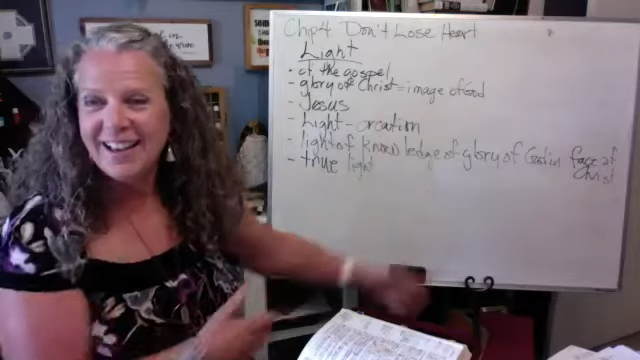 Chp 4 Don't Lose Heart
Light
• of the gospel
- glory of Christ = image of God
- Jesus
- Light - creation
- light of knowledge of glory of God in face of Christ
- true light